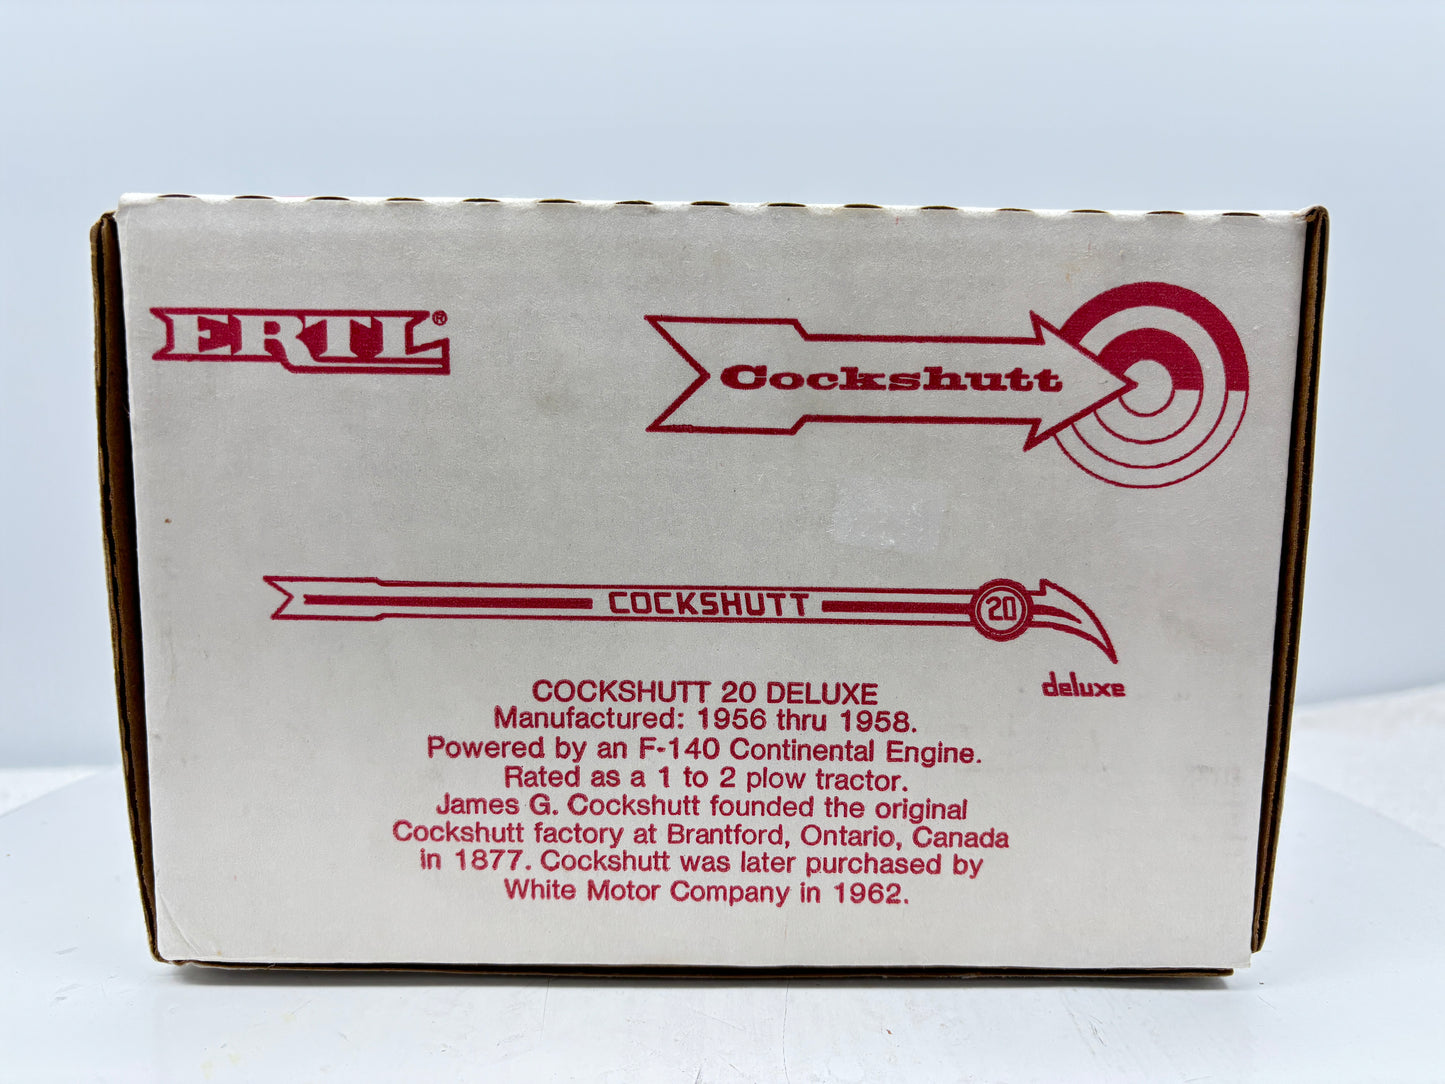 ERTL®
Cockshutt
COCKSHUTT 20
deluxe
COCKSHUTT 20 DELUXE
Manufactured: 1956 thru 1958.
Powered by an F-140 Continental Engine.
Rated as a 1 to 2 plow tractor.
James G. Cockshutt founded the original
Cockshutt factory at Brantford, Ontario, Canada
in 1877. Cockshutt was later purchased by
White Motor Company in 1962.